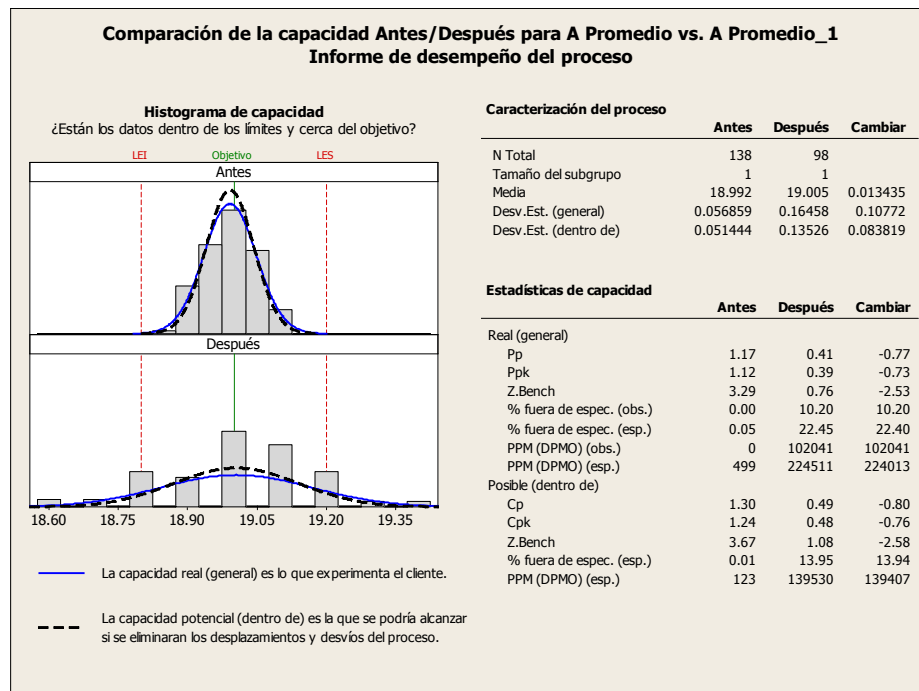 Comparación de la capacidad Antes/Después para A Promedio vs. A Promedio_1
Informe de desempeño del proceso
Histograma de capacidad
¿Están los datos dentro de los límites y cerca del objetivo?
LEI Objetivo LES
Antes
Después
18.60 18.75 18.90 19.05 19.20 19.35
La capacidad real (general) es lo que experimenta el cliente.
La capacidad potencial (dentro de) es la que se podría alcanzar
si se eliminaran los desplazamientos y desvíos del proceso.
Caracterización del proceso
Antes Después Cambiar
N Total 138 98
Tamaño del subgrupo 1 1
Media 18.992 19.005 0.013435
Desv.Est. (general) 0.056859 0.16458 0.10772
Desv.Est. (dentro de) 0.051444 0.13526 0.083819
Estadísticas de capacidad
Antes Después Cambiar
Real (general)
Pp 1.17 0.41 -0.77
Ppk 1.12 0.39 -0.73
Z.Bench 3.29 0.76 -2.53
% fuera de espec. (obs.) 0.00 10.20 10.20
% fuera de espec. (esp.) 0.05 22.45 22.40
PPM (DPMO) (obs.) 0 102041 102041
PPM (DPMO) (esp.) 499 224511 224013
Posible (dentro de)
Cp 1.30 0.49 -0.80
Cpk 1.24 0.48 -0.76
Z.Bench 3.67 1.08 -2.58
% fuera de espec. (esp.) 0.01 13.95 13.94
PPM (DPMO) (esp.) 123 139530 139407